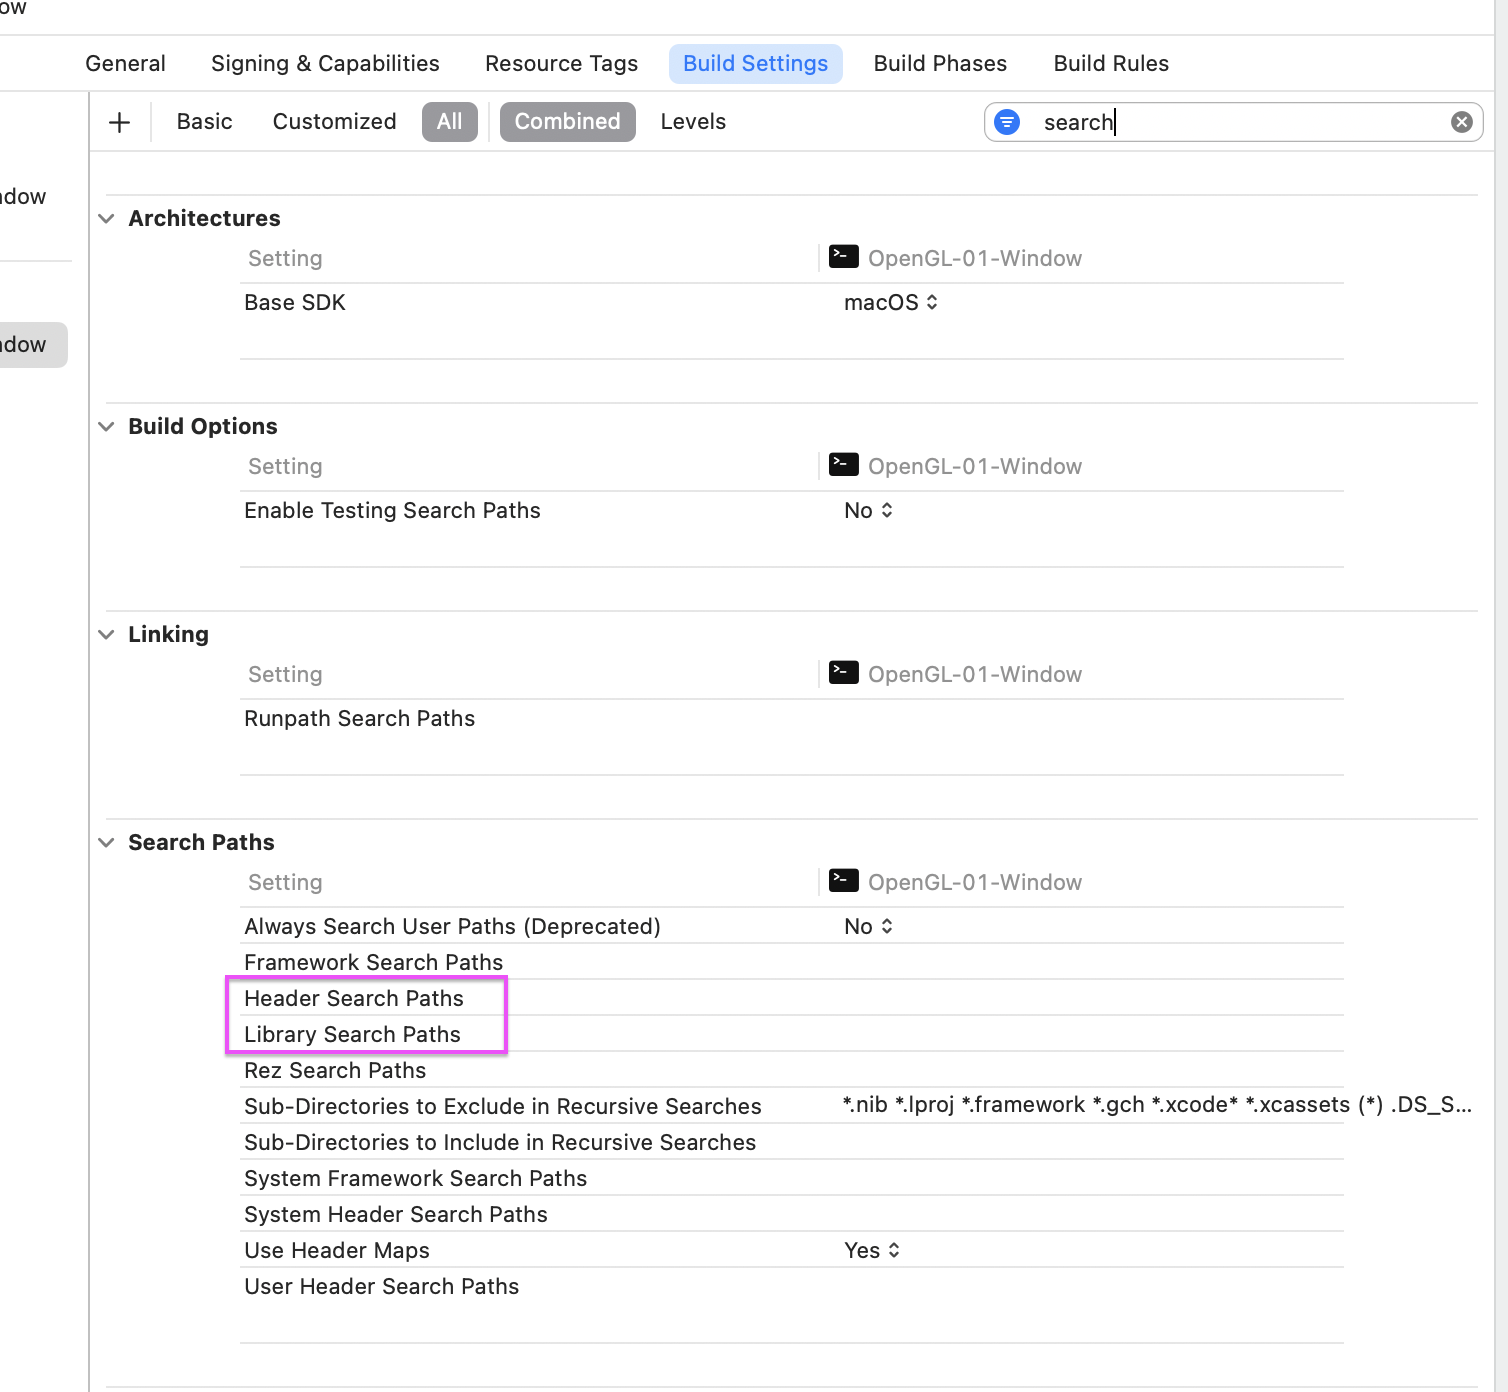 ow
General Signing & Capabilities Resource Tags Build Settings Build Phases Build Rules
Basic Customized All Combined Levels search
ndow
Architectures
Setting OpenGL-01-Window
Base SDK macOS
ndow
Build Options
Setting OpenGL-01-Window
Enable Testing Search Paths No
Linking
Setting OpenGL-01-Window
Runpath Search Paths
Search Paths
Setting OpenGL-01-Window
Always Search User Paths (Deprecated) No
Framework Search Paths
Header Search Paths
Library Search Paths
Rez Search Paths
Sub-Directories to Exclude in Recursive Searches *.nib *.lproj *.framework *.gch *.xcode* *.xcassets (*) .DS_S...
Sub-Directories to Include in Recursive Searches
System Framework Search Paths
System Header Search Paths
Use Header Maps Yes
User Header Search Paths